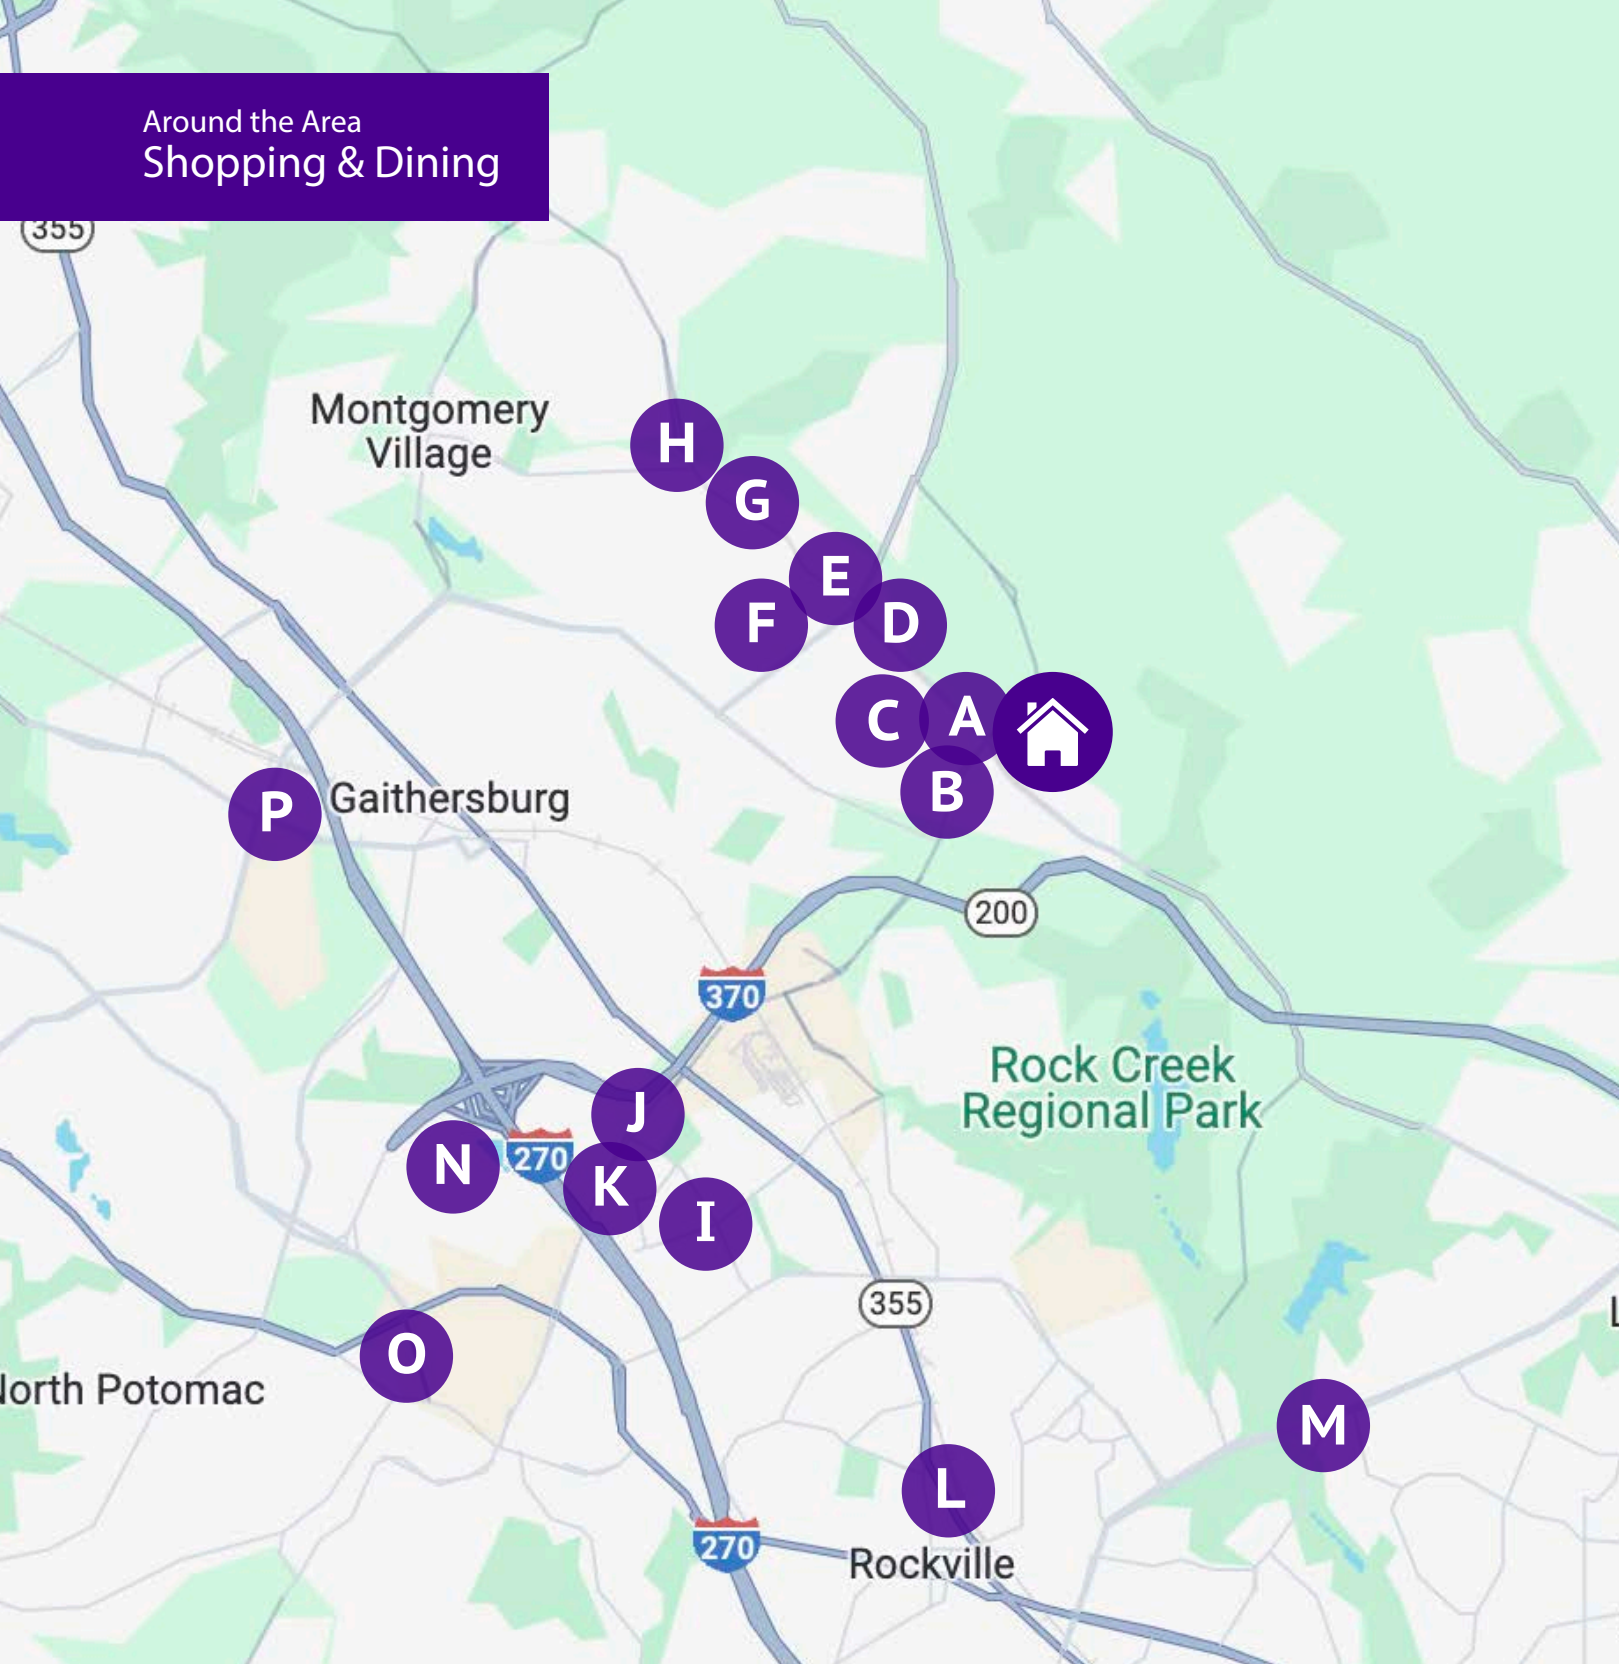 Around the Area
Shopping & Dining
355
Montgomery
Village
H
G
E
F
D
C
A
B
P
Gaithersburg
200
370
Rock Creek
Regional Park
J
N
270
K
I
355
O
North Potomac
M
L
270
Rockville
L